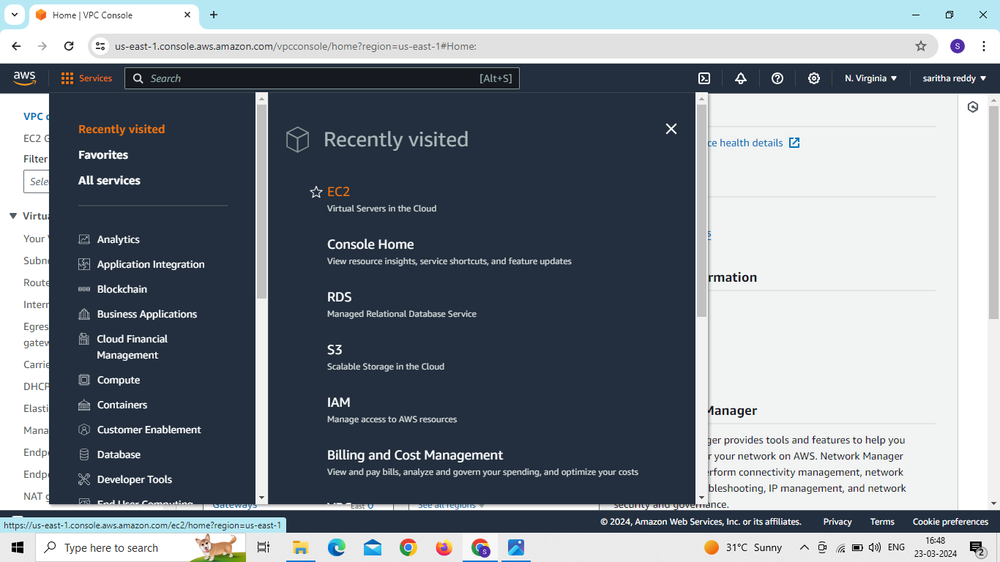 Home | VPC Console
us-east-1.console.aws.amazon.com/vpcconsole/home?region=us-east-1#Home:
S
aws
Services
Search
[Alt+S]
N. Virginia
saritha reddy
VPC
EC2
Filter
Virtu
Your
Subne
Route
Intern
Egres
gatew
Carrie
DHCP
Elasti
Mana
Endp
Endp
NAT g
Recently visited
Favorites
All services
Analytics
Application Integration
Blockchain
Business Applications
Cloud Financial
Management
Compute
Containers
Customer Enablement
Database
Developer Tools
End User Computing
Recently visited
EC2
Virtual Servers in the Cloud
Console Home
View resource insights, service shortcuts, and feature updates
RDS
Managed Relational Database Service
S3
Scalable Storage in the Cloud
IAM
Manage access to AWS resources
Billing and Cost Management
View and pay bills, analyze and govern your spending, and optimize your costs
VPC
East 0
Gateways
See all regions
ce health details
s
rmation
Manager
ger provides tools and features to help you
r your network on AWS. Network Manager
rform connectivity management, network
bleshooting, IP management, and network
security and governance.
https://us-east-1.console.aws.amazon.com/ec2/home?region=us-east-1
© 2024, Amazon Web Services, Inc. or its affiliates.
Privacy
Terms
Cookie preferences
Type here to search
S
31°C Sunny
ENG
16:48
23-03-2024
2